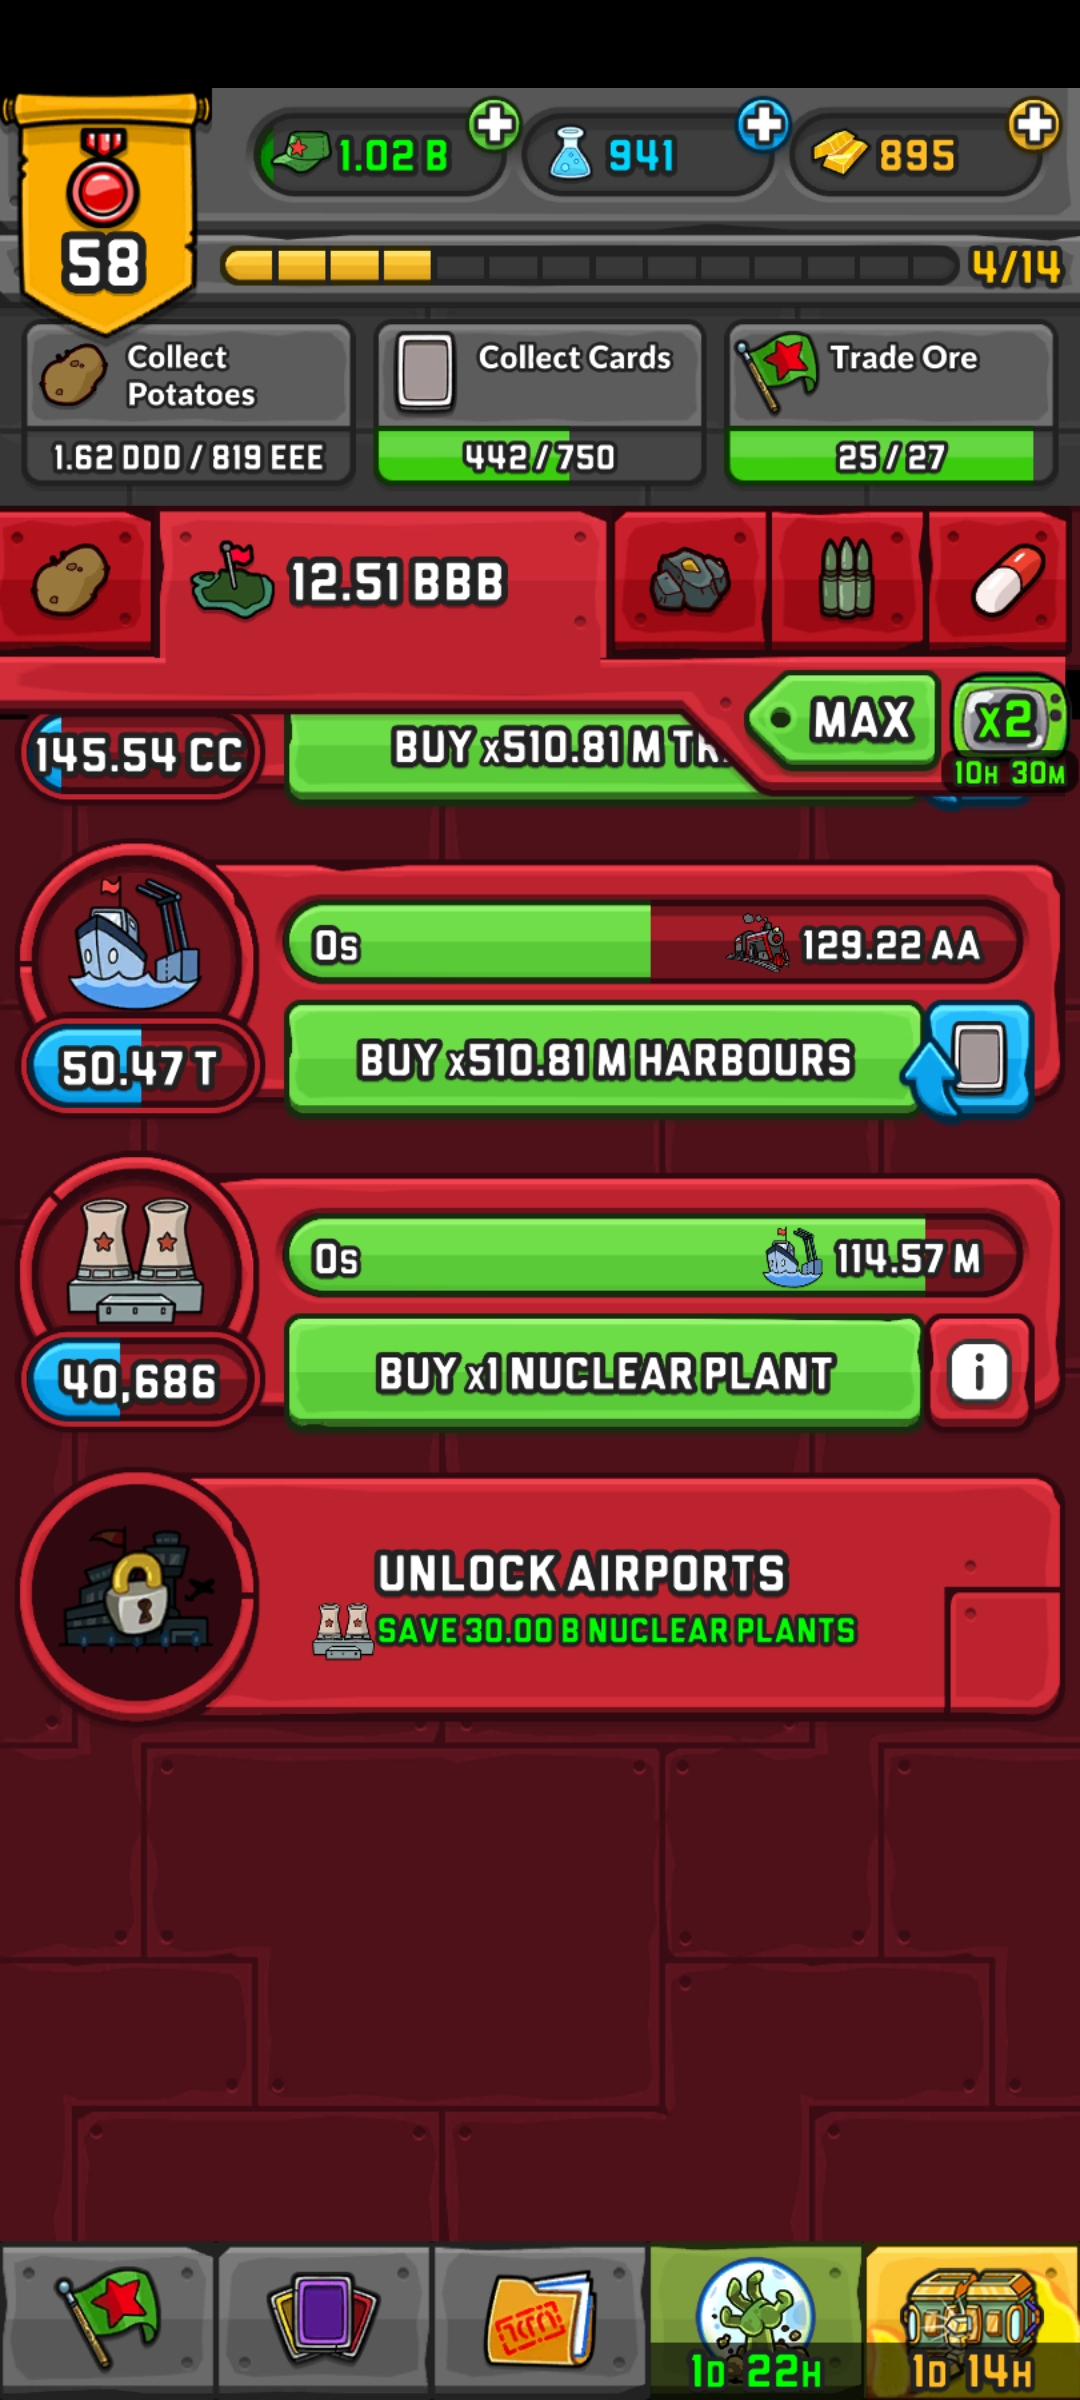 58
1.02 B
941
895
4/14
Collect Potatoes
1.62 DDD / 819 EEE
Collect Cards
442/750
Trade Ore
25/27
12.51 BBB
MAX
x2
10H 30M
145.54 CC
BUY x510.81 M TR
0s
129.22 AA
50.47 T
BUY x510.81 M HARBOURS
0s
114.57 M
40,686
BUY x1 NUCLEAR PLANT
i
UNLOCK AIRPORTS
SAVE 30.00 B NUCLEAR PLANTS
1D 22H
1D 14H